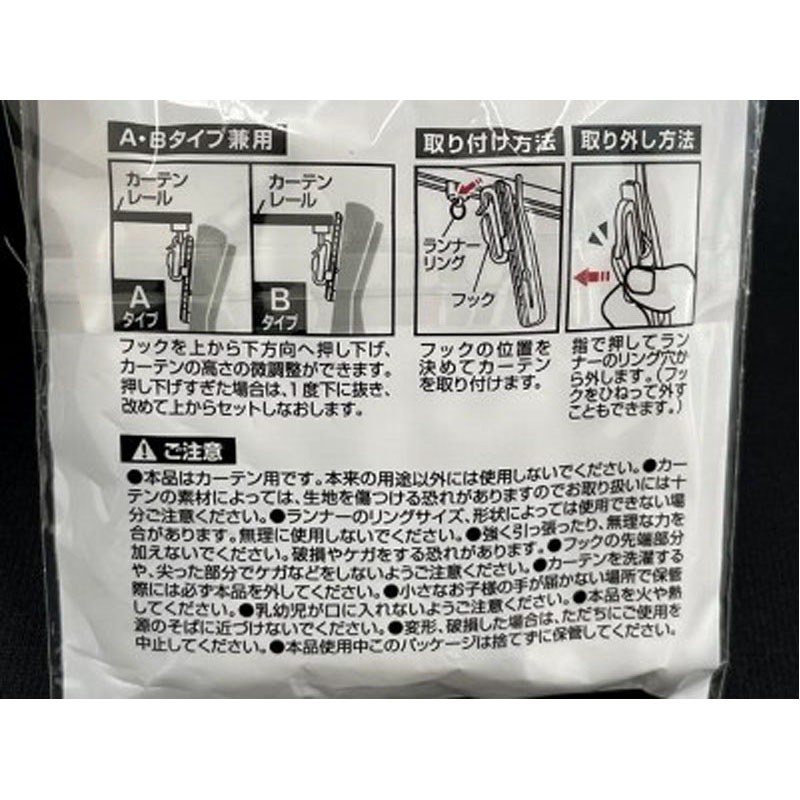 A・Bタイプ兼用
カーテン
レール
A
タイプ
カーテン
レール
B
タイプ
フックを上から下方向へ押し下げ、
カーテンの高さの微調整ができます。
押し下げすぎた場合は、1度下に抜き、
改めて上からセットしなおします。
取り付け方法
ランナー
リング
フック
フックの位置を
決めてカーテン
を取り付けます。
取り外し方法
指で押してラン
ナーのリング穴か
ら外します。(フッ
クをひねって外す
こともできます。)
ご注意
●本品はカーテン用です。本来の用途以外には使用しないでください。●カー
テンの素材によっては、生地を傷つける恐れがありますのでお取り扱いには十
分ご注意ください。●ランナーのリングサイズ、形状によっては使用できない場
合があります。無理に使用しないでください。●強く引っ張ったり、無理な力を
加えないでください。破損やケガをする恐れがあります。●フックの先端部分
や、尖った部分でケガなどをしないようご注意ください。●カーテンを洗濯する
際には必ず本品を外してください。●小さなお子様の手が届かない場所で保管
してください。●乳幼児が口に入れないようご注意ください。●本品を火や熱
源のそばに近づけないでください。●変形、破損した場合は、ただちにご使用を
中止してください。●本品使用中このパッケージは捨てずに保管してください。